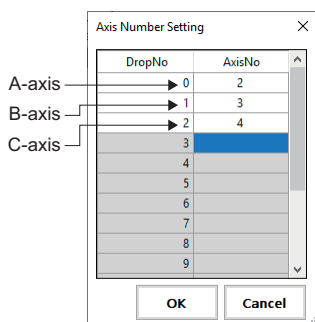 Axis Number Setting
DropNo AxisNo
A-axis 0 2
B-axis 1 3
C-axis 2 4
3
4
5
6
7
8
9
OK Cancel